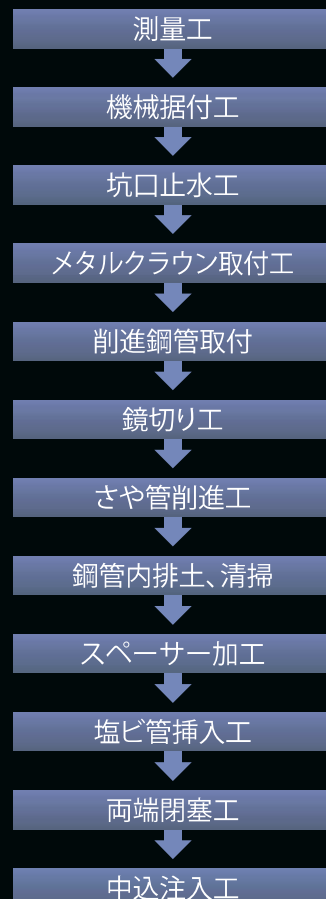 測量工
機械据付工
坑口止水工
メタルクラウン取付工
削進鋼管取付
鏡切り工
さや管削進工
鋼管内排土、清掃
スペーサー加工
塩ビ管挿入工
両端閉塞工
中込注入工